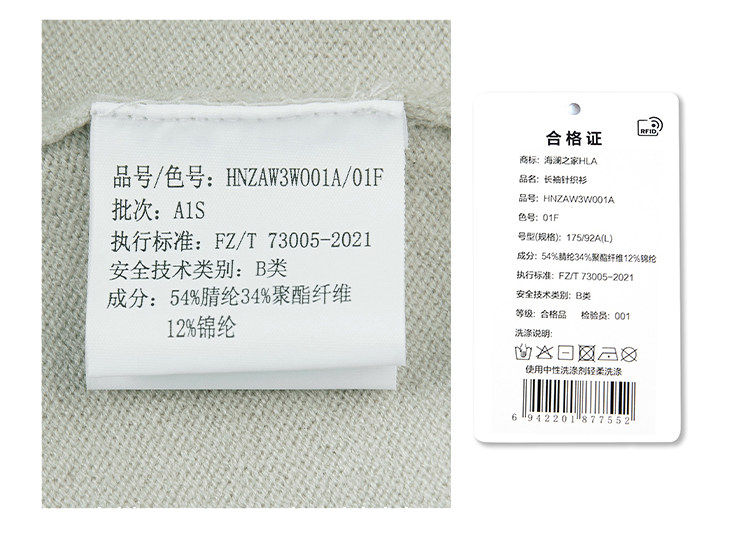 品号/色号：HNZAW3W001A/01F
批次：A1S
执行标准：FZ/T 73005-2021
安全技术类别：B类
成分：54%腈纶34%聚酯纤维
12%锦纶
RFID
合格证
商标：海澜之家HLA
品名：长袖针织衫
品号：HNZAW3W001A
色号：01F
号型(规格)：175/92A(L)
成分：54%腈纶34%聚酯纤维12%锦纶
执行标准：FZ/T 73005-2021
安全技术类别：B类
等级：合格品 检验员：001
洗涤说明：
使用中性洗涤剂轻柔洗涤
6 942201 877552